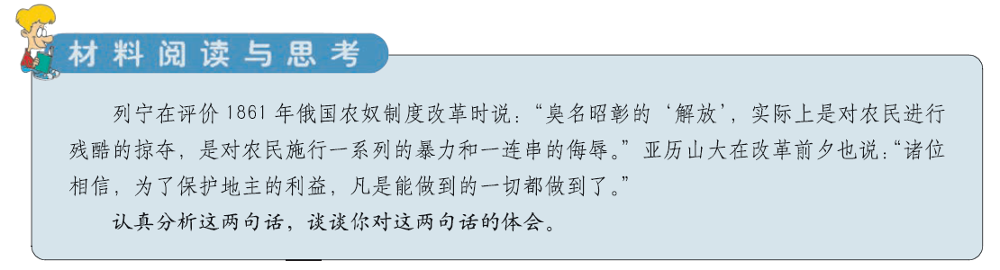 材料阅读与思考
列宁在评价1861年俄国农奴制度改革时说：“臭名昭彰的‘解放’，实际上是对农民进行
残酷的掠夺，是对农民施行一系列的暴力和一连串的侮辱。”亚历山大在改革前夕也说：“诸位
相信，为了保护地主的利益，凡是能做到的一切都做到了。”
认真分析这两句话，谈谈你对这两句话的体会。